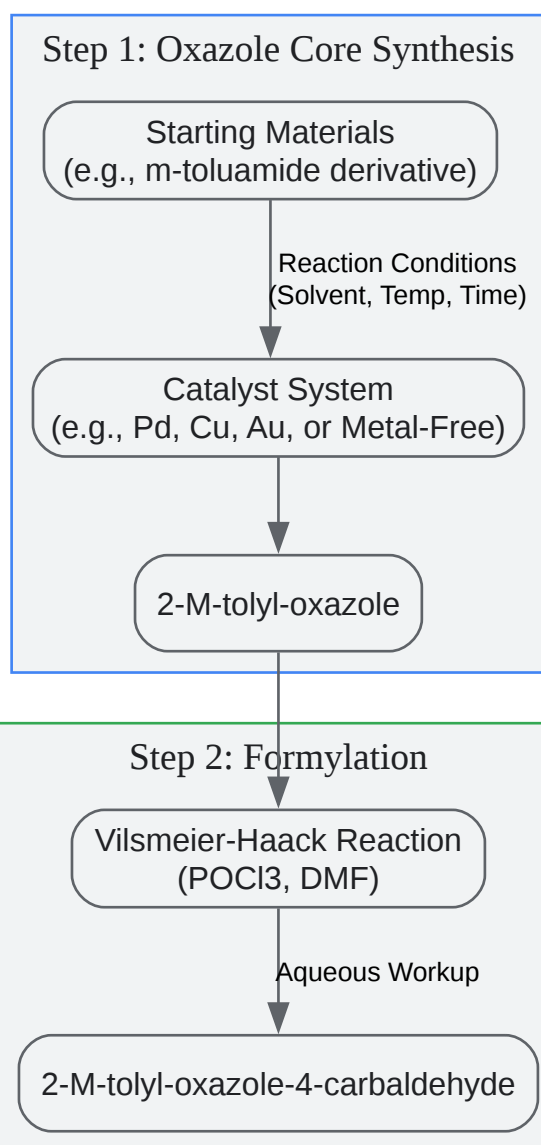 Step 1: Oxazole Core Synthesis
Starting Materials
(e.g., m-toluamide derivative)
Reaction Conditions
(Solvent, Temp, Time)
Catalyst System
(e.g., Pd, Cu, Au, or Metal-Free)
2-M-tolyl-oxazole
Step 2: Formylation
Vilsmeier-Haack Reaction
(POCl3, DMF)
Aqueous Workup
2-M-tolyl-oxazole-4-carbaldehyde